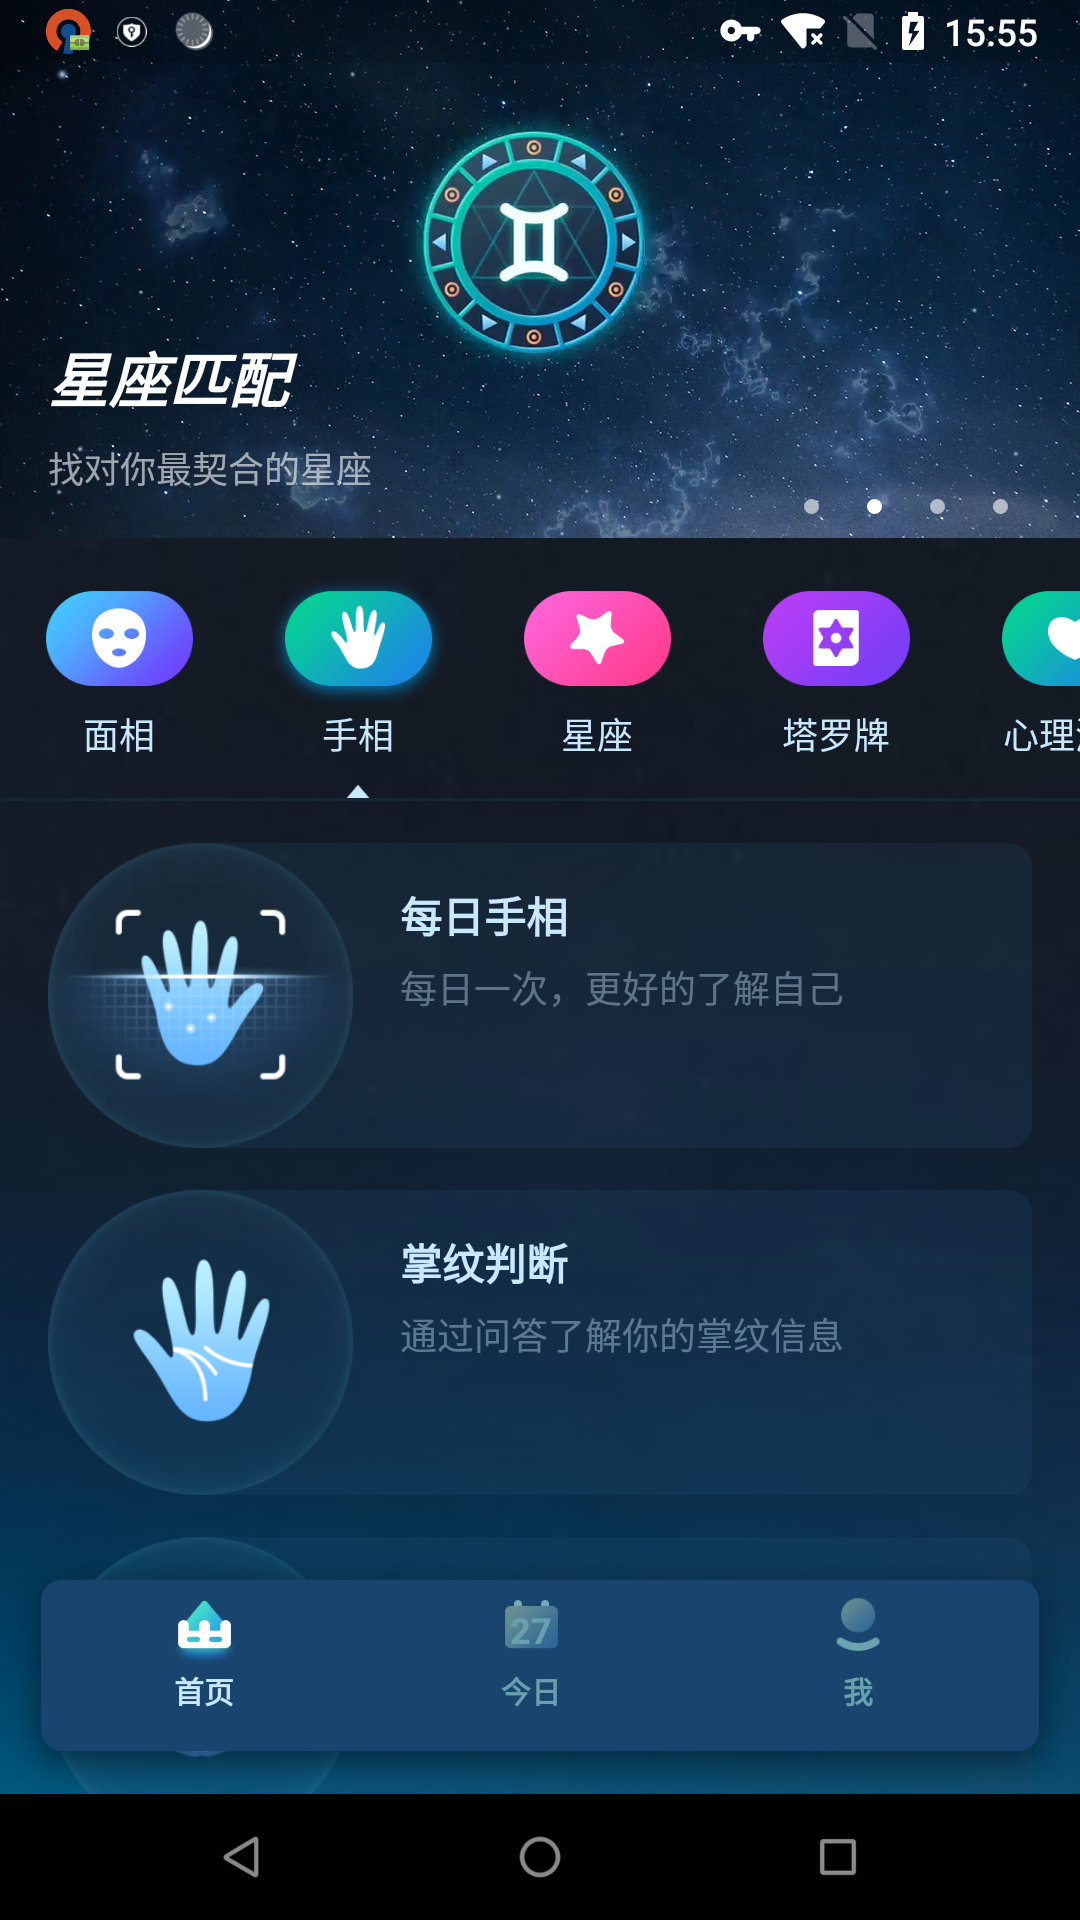 15:55
星座匹配
找对你最契合的星座
面相
手相
星座
塔罗牌
心理
每日手相
每日一次，更好的了解自己
掌纹判断
通过问答了解你的掌纹信息
27
首页
今日
我